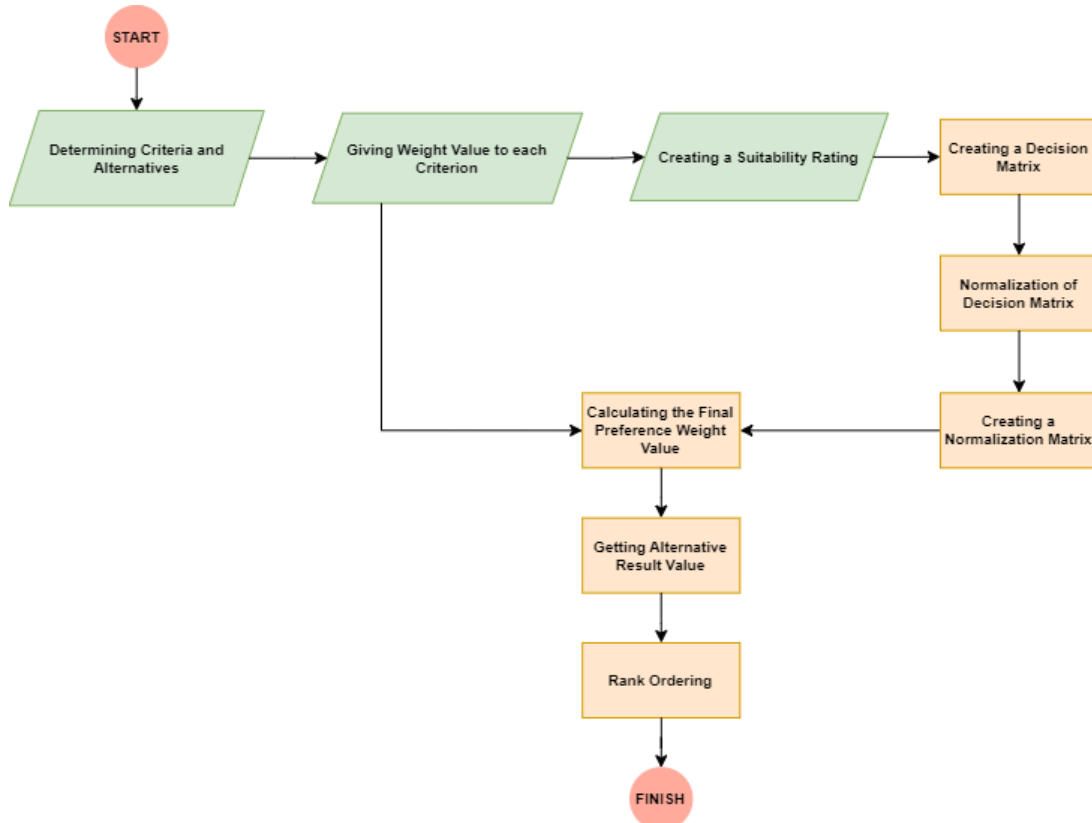 START
Determining Criteria and
Alternatives
Giving Weight Value to each
Criterion
Creating a Suitability Rating
Creating a Decision
Matrix
Normalization of
Decision Matrix
Creating a
Normalization Matrix
Calculating the Final
Preference Weight
Value
Getting Alternative
Result Value
Rank Ordering
FINISH